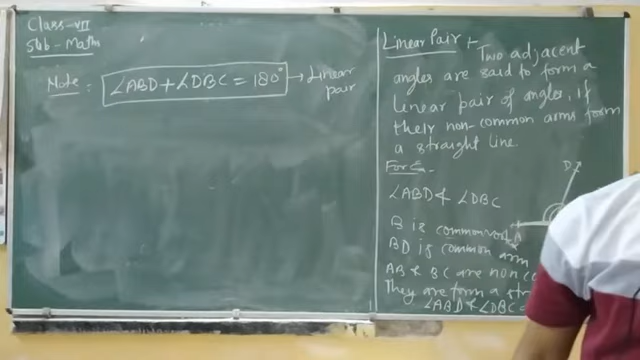 Class-VII
Sub-Maths
Note: ∠ABD+∠DBC = 180° → Linear
pair
Linear Pair :- Two adjacent
angles are said to form a
linear pair of angles, if
their non-common arms form
a straight line.
For Ex-
D
∠ABD & ∠DBC
A
B is common
BD is common arm
AB & BC are non
They are form a
∠ABD & ∠DBC =